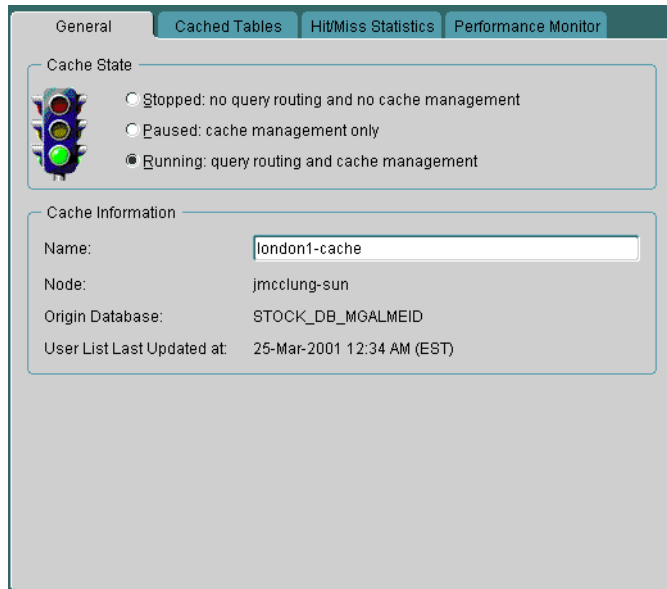 General Cached Tables Hit/Miss Statistics Performance Monitor
Cache State
Stopped: no query routing and no cache management
Paused: cache management only
Running: query routing and cache management
Cache Information
Name: london1-cache
Node: jmcclung-sun
Origin Database: STOCK_DB_MGALMEID
User List Last Updated at: 25-Mar-2001 12:34 AM (EST)